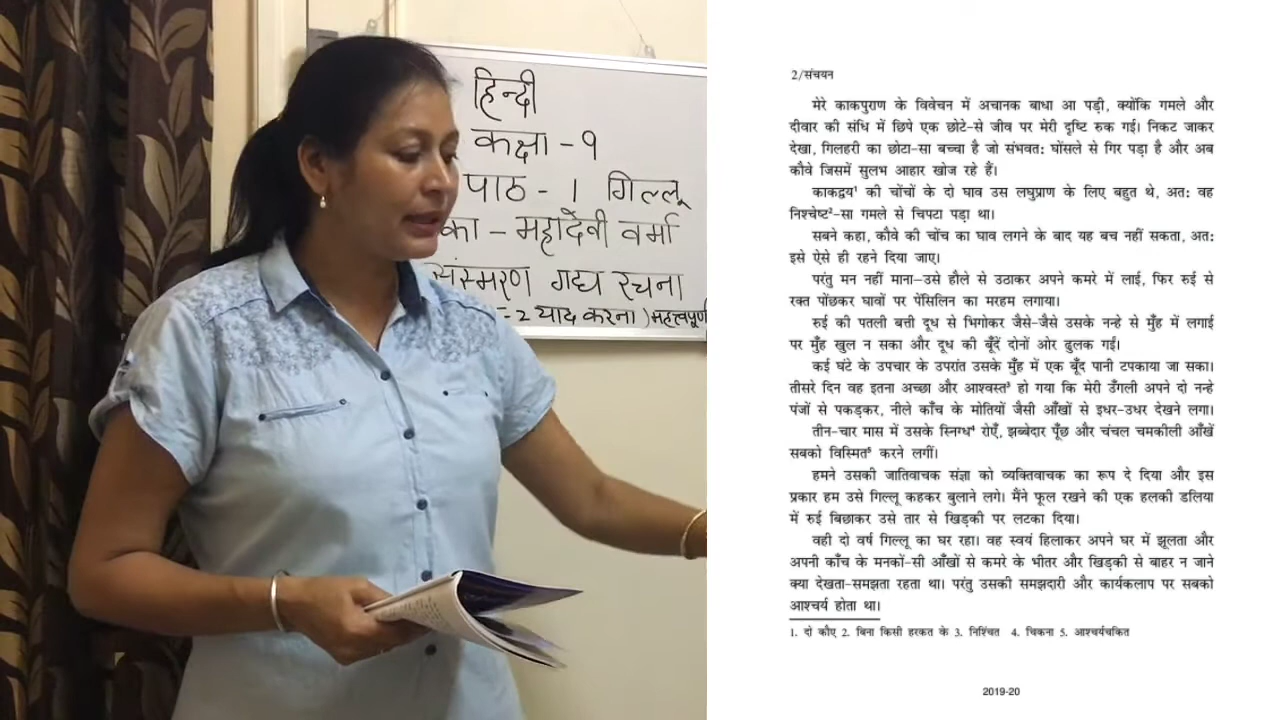 हिन्दी
कक्षा - ९
पाठ - 1 गिल्लू
का - महादेवी वर्मा
संस्मरण गद्य रचना
- 2 याद करना ) महत्त्वपूर्ण
2/संचयन
मेरे काकपुराण के विवेचन में अचानक बाधा आ पड़ी, क्योंकि गमले और
दीवार की संधि में छिपे एक छोटे-से जीव पर मेरी दृष्टि रुक गई। निकट जाकर
देखा, गिलहरी का छोटा-सा बच्चा है जो संभवतः घोंसले से गिर पड़ा है और अब
कौवे जिसमें सुलभ आहार खोज रहे हैं।
काकद्वय¹ की चोंचों के दो घाव उस लघुप्राण के लिए बहुत थे, अतः वह
निश्चेष्ट²-सा गमले से चिपटा पड़ा था।
सबने कहा, कौवे की चोंच का घाव लगने के बाद यह बच नहीं सकता, अतः
इसे ऐसे ही रहने दिया जाए।
परंतु मन नहीं माना-उसे हौले से उठाकर अपने कमरे में लाई, फिर रुई से
रक्त पोंछकर घावों पर पेंसिलिन का मरहम लगाया।
रुई की पतली बत्ती दूध से भिगोकर जैसे-जैसे उसके नन्हे से मुँह में लगाई
पर मुँह खुल न सका और दूध की बूँदें दोनों ओर ढुलक गईं।
कई घंटे के उपचार के उपरांत उसके मुँह में एक बूँद पानी टपकाया जा सका।
तीसरे दिन वह इतना अच्छा और आश्वस्त³ हो गया कि मेरी उँगली अपने दो नन्हे
पंजों से पकड़कर, नीले काँच के मोतियों जैसी आँखों से इधर-उधर देखने लगा।
तीन-चार मास में उसके स्निग्ध⁴ रोएँ, झब्बेदार पूँछ और चंचल चमकीली आँखें
सबको विस्मित⁵ करने लगीं।
हमने उसकी जातिवाचक संज्ञा को व्यक्तिवाचक का रूप दे दिया और इस
प्रकार हम उसे गिल्लू कहकर बुलाने लगे। मैंने फूल रखने की एक हलकी डलिया
में रुई बिछाकर उसे तार से खिड़की पर लटका दिया।
वही दो वर्ष गिल्लू का घर रहा। वह स्वयं हिलाकर अपने घर में झूलता और
अपनी काँच के मनकों-सी आँखों से कमरे के भीतर और खिड़की से बाहर न जाने
क्या देखता-समझता रहता था। परंतु उसकी समझदारी और कार्यकलाप पर सबको
आश्चर्य होता था।
1. दो कौए 2. बिना किसी हरकत के 3. निश्चिंत 4. चिकना 5. आश्चर्यचकित
2019-20